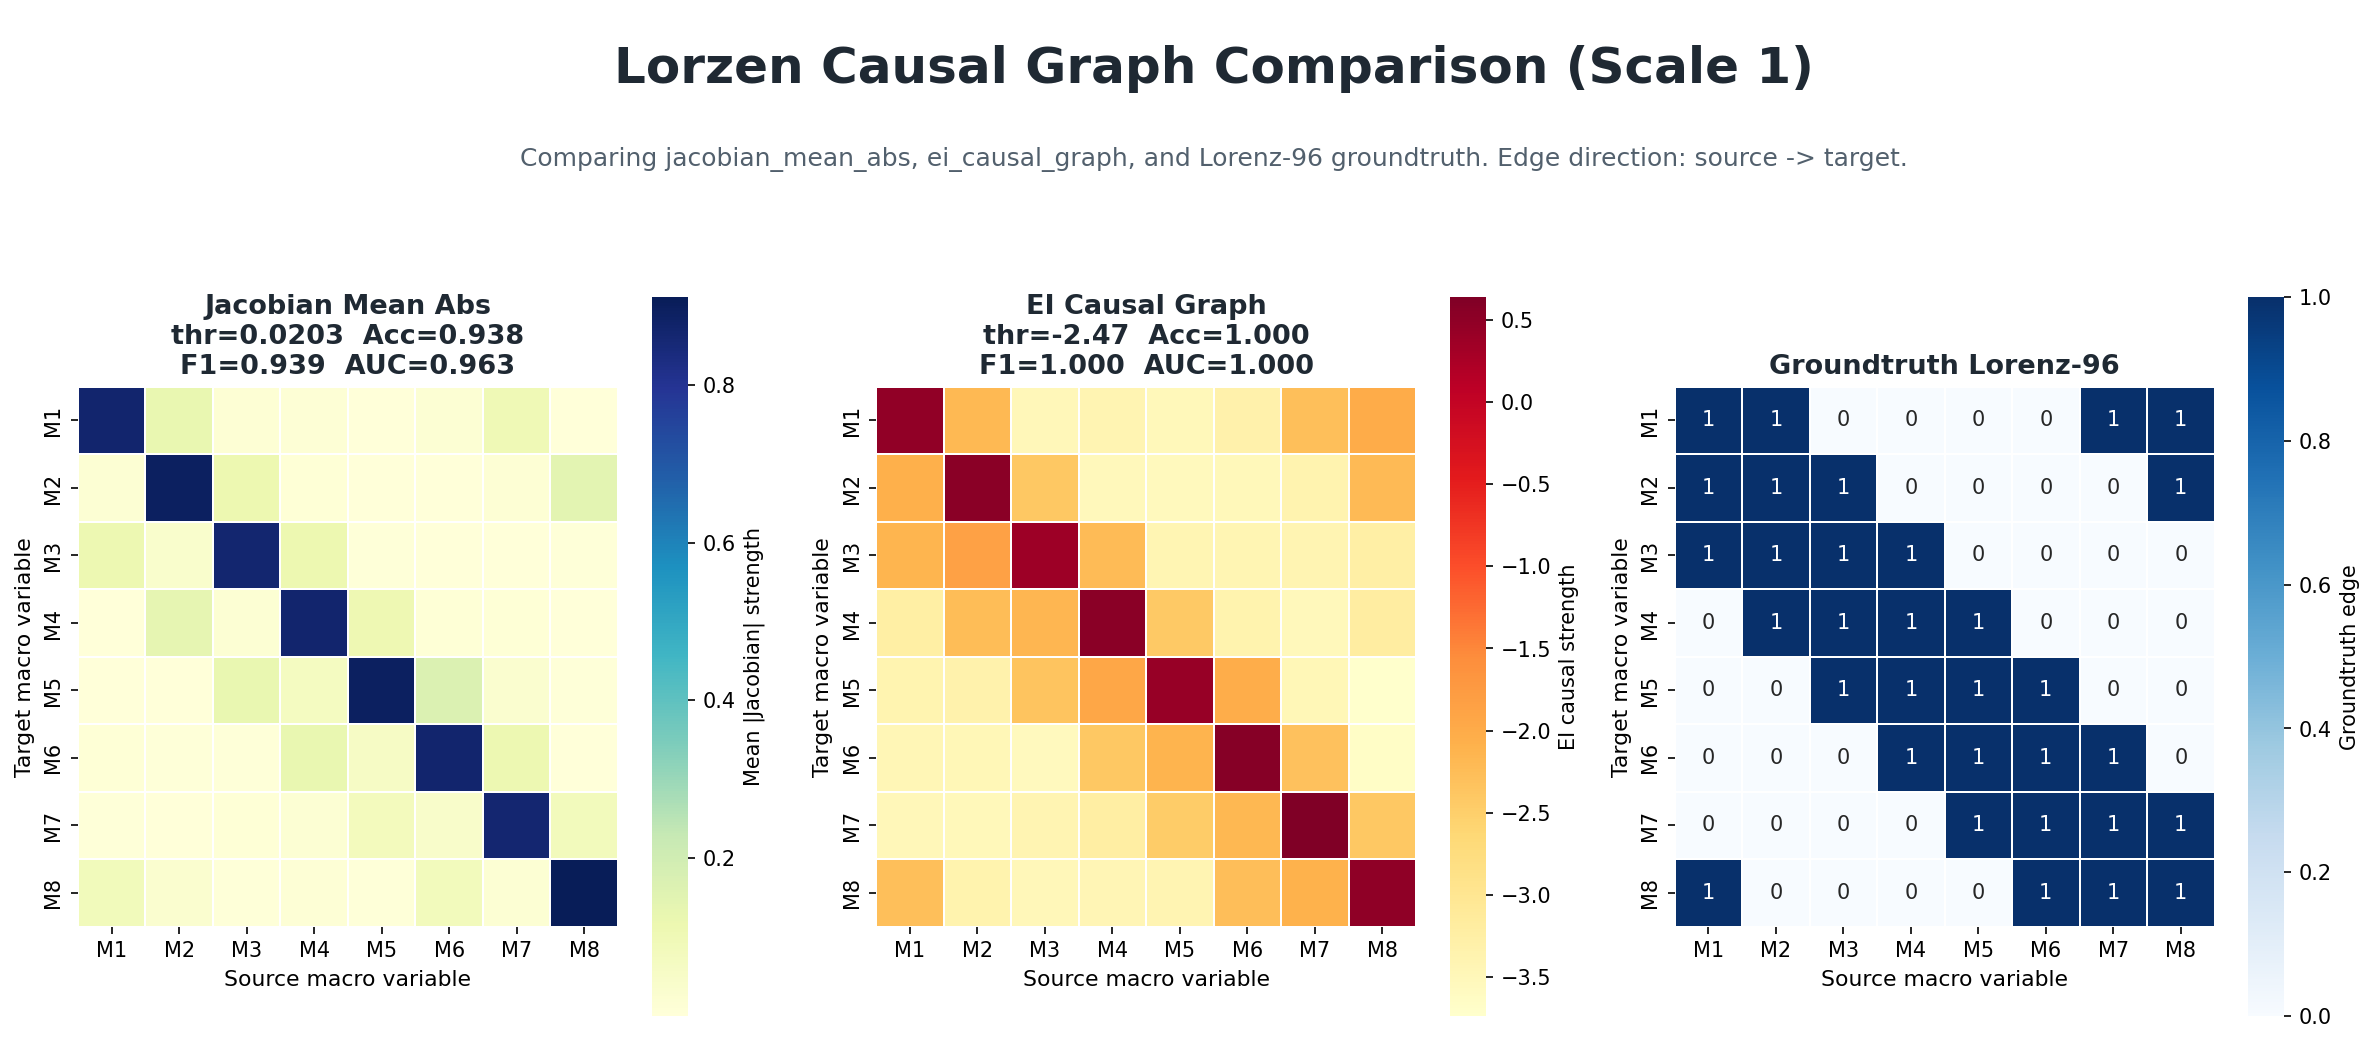 Lorzen Causal Graph Comparison (Scale 1)
Comparing jacobian_mean_abs, ei_causal_graph, and Lorenz-96 groundtruth. Edge direction: source -> target.
Jacobian Mean Abs
thr=0.0203 Acc=0.938
F1=0.939 AUC=0.963
Target macro variable
M1
M2
M3
M4
M5
M6
M7
M8
M1 M2 M3 M4 M5 M6 M7 M8
Source macro variable
0.8
0.6
0.4
0.2
Mean |Jacobian| strength
EI Causal Graph
thr=-2.47 Acc=1.000
F1=1.000 AUC=1.000
Target macro variable
M1
M2
M3
M4
M5
M6
M7
M8
M1 M2 M3 M4 M5 M6 M7 M8
Source macro variable
0.5
0.0
−0.5
−1.0
−1.5
−2.0
−2.5
−3.0
−3.5
EI causal strength
Groundtruth Lorenz-96
Target macro variable
M1 1 1 0 0 0 0 1 1
M2 1 1 1 0 0 0 0 1
M3 1 1 1 1 0 0 0 0
M4 0 1 1 1 1 0 0 0
M5 0 0 1 1 1 1 0 0
M6 0 0 0 1 1 1 1 0
M7 0 0 0 0 1 1 1 1
M8 1 0 0 0 0 1 1 1
M1 M2 M3 M4 M5 M6 M7 M8
Source macro variable
1.0
0.8
0.6
0.4
0.2
0.0
Groundtruth edge